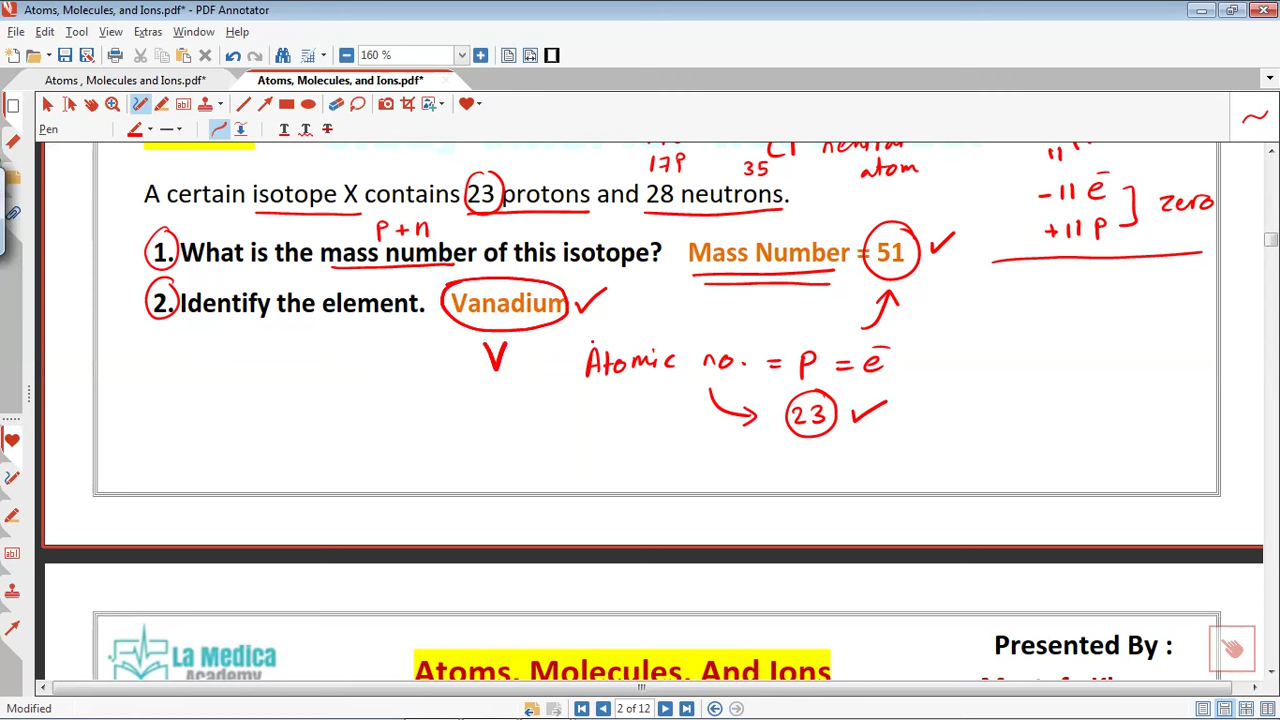 Atoms, Molecules, and Ions.pdf* - PDF Annotator
File Edit Tool View Extras Window Help
160 %
Atoms , Molecules and Ions.pdf* Atoms, Molecules, and Ions.pdf*
Pen
17P 35 Cl neutral atom
A certain isotope X contains 23 protons and 28 neutrons.
-11 e-
+11 P
zero
P + n
1. What is the mass number of this isotope? Mass Number = 51
2. Identify the element. Vanadium
V
Atomic no. = P = e-
23
La Medica
Academy
Atoms, Molecules, And Ions
Presented By :
2 of 12
Modified